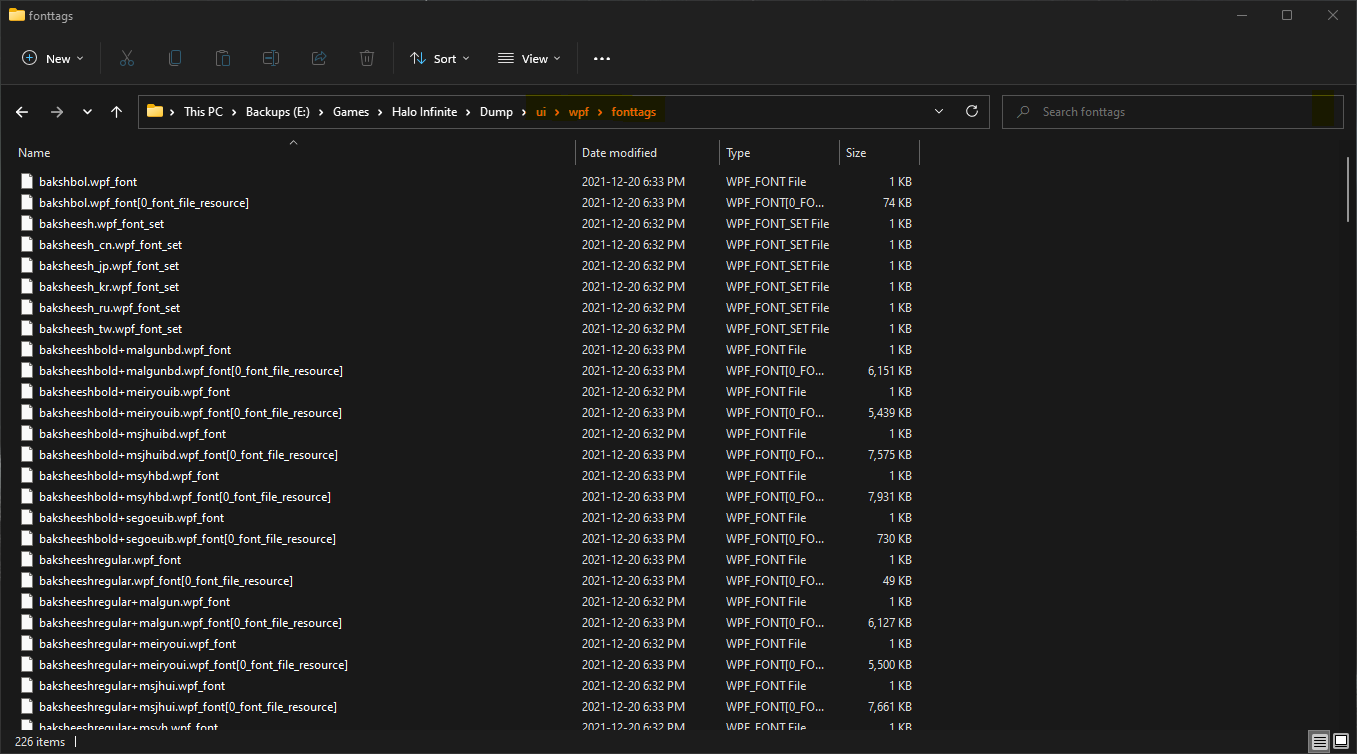 fonttags
New Sort View
This PC Backups (E:) Games Halo Infinite Dump ui wpf fonttags Search fonttags
Name Date modified Type Size
bakshbol.wpf_font 2021-12-20 6:33 PM WPF_FONT File 1 KB
bakshbol.wpf_font[0_font_file_resource] 2021-12-20 6:33 PM WPF_FONT[0_FO... 74 KB
baksheesh.wpf_font_set 2021-12-20 6:33 PM WPF_FONT_SET File 1 KB
baksheesh_cn.wpf_font_set 2021-12-20 6:32 PM WPF_FONT_SET File 1 KB
baksheesh_jp.wpf_font_set 2021-12-20 6:32 PM WPF_FONT_SET File 1 KB
baksheesh_kr.wpf_font_set 2021-12-20 6:32 PM WPF_FONT_SET File 1 KB
baksheesh_ru.wpf_font_set 2021-12-20 6:32 PM WPF_FONT_SET File 1 KB
baksheesh_tw.wpf_font_set 2021-12-20 6:32 PM WPF_FONT_SET File 1 KB
baksheeshbold+malgunbd.wpf_font 2021-12-20 6:33 PM WPF_FONT File 1 KB
baksheeshbold+malgunbd.wpf_font[0_font_file_resource] 2021-12-20 6:33 PM WPF_FONT[0_FO... 6,151 KB
baksheeshbold+meiryouib.wpf_font 2021-12-20 6:33 PM WPF_FONT File 1 KB
baksheeshbold+meiryouib.wpf_font[0_font_file_resource] 2021-12-20 6:33 PM WPF_FONT[0_FO... 5,439 KB
baksheeshbold+msjhuibd.wpf_font 2021-12-20 6:32 PM WPF_FONT File 1 KB
baksheeshbold+msjhuibd.wpf_font[0_font_file_resource] 2021-12-20 6:33 PM WPF_FONT[0_FO... 7,575 KB
baksheeshbold+msyhbd.wpf_font 2021-12-20 6:33 PM WPF_FONT File 1 KB
baksheeshbold+msyhbd.wpf_font[0_font_file_resource] 2021-12-20 6:33 PM WPF_FONT[0_FO... 7,931 KB
baksheeshbold+segoeuib.wpf_font 2021-12-20 6:33 PM WPF_FONT File 1 KB
baksheeshbold+segoeuib.wpf_font[0_font_file_resource] 2021-12-20 6:33 PM WPF_FONT[0_FO... 730 KB
baksheeshregular.wpf_font 2021-12-20 6:33 PM WPF_FONT File 1 KB
baksheeshregular.wpf_font[0_font_file_resource] 2021-12-20 6:33 PM WPF_FONT[0_FO... 49 KB
baksheeshregular+malgun.wpf_font 2021-12-20 6:32 PM WPF_FONT File 1 KB
baksheeshregular+malgun.wpf_font[0_font_file_resource] 2021-12-20 6:33 PM WPF_FONT[0_FO... 6,127 KB
baksheeshregular+meiryoui.wpf_font 2021-12-20 6:33 PM WPF_FONT File 1 KB
baksheeshregular+meiryoui.wpf_font[0_font_file_resource] 2021-12-20 6:33 PM WPF_FONT[0_FO... 5,500 KB
baksheeshregular+msjhui.wpf_font 2021-12-20 6:32 PM WPF_FONT File 1 KB
baksheeshregular+msjhui.wpf_font[0_font_file_resource] 2021-12-20 6:33 PM WPF_FONT[0_FO... 7,661 KB
baksheeshregular+msyh.wpf_font 2021-12-20 6:32 PM WPF_FONT File 1 KB
226 items